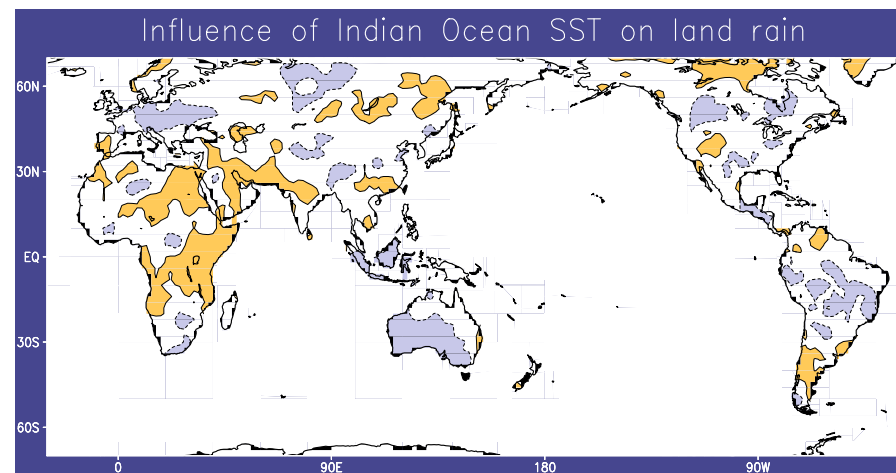 Influence of Indian Ocean SST on land rain
60N
30N
EQ
30S
60S
0 90E 180 90W